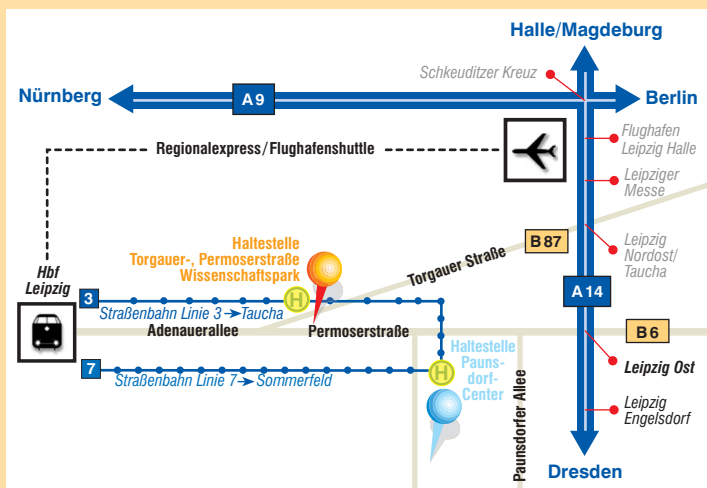 Halle/Magdeburg
Schkeuditzer Kreuz
Nürnberg
A 9
Berlin
Flughafen
Leipzig Halle
Regionalexpress/Flughafenshuttle
Leipziger
Messe
B 87
Leipzig
Nordost/
Taucha
Haltestelle
Torgauer-, Permoserstraße
Wissenschaftspark
Torgauer Straße
Hbf
Leipzig
A 14
3
H
Straßenbahn Linie 3→Taucha
Adenauerallee
Permoserstraße
B 6
Haltestelle
Pauns-
dorf-
Center
Leipzig Ost
7
H
Straßenbahn Linie 7→Sommerfeld
Paunsdorfer Allee
Leipzig
Engelsdorf
Dresden